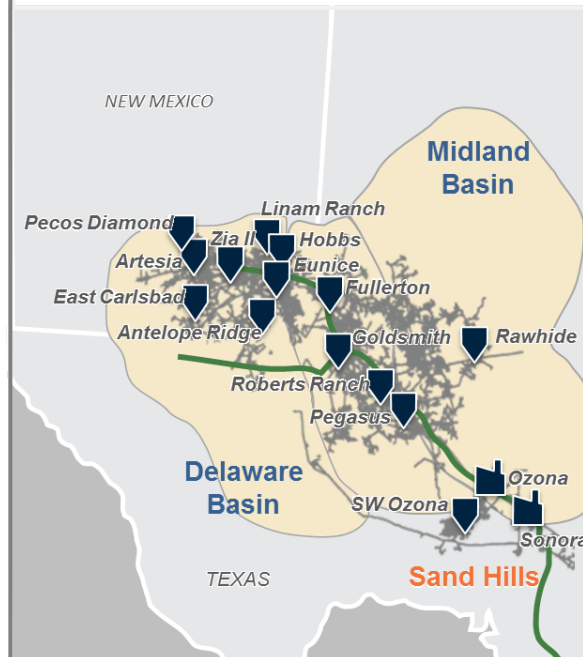 NEW MEXICO
Midland
Basin
Linam Ranch
Pecos Diamond
Zia II
Hobbs
Artesia
Eunice
East Carlsbad
Fullerton
Antelope Ridge
Goldsmith
Rawhide
Roberts Ranch
Pegasus
Delaware
Basin
Ozona
SW Ozona
Sonora
TEXAS
Sand Hills